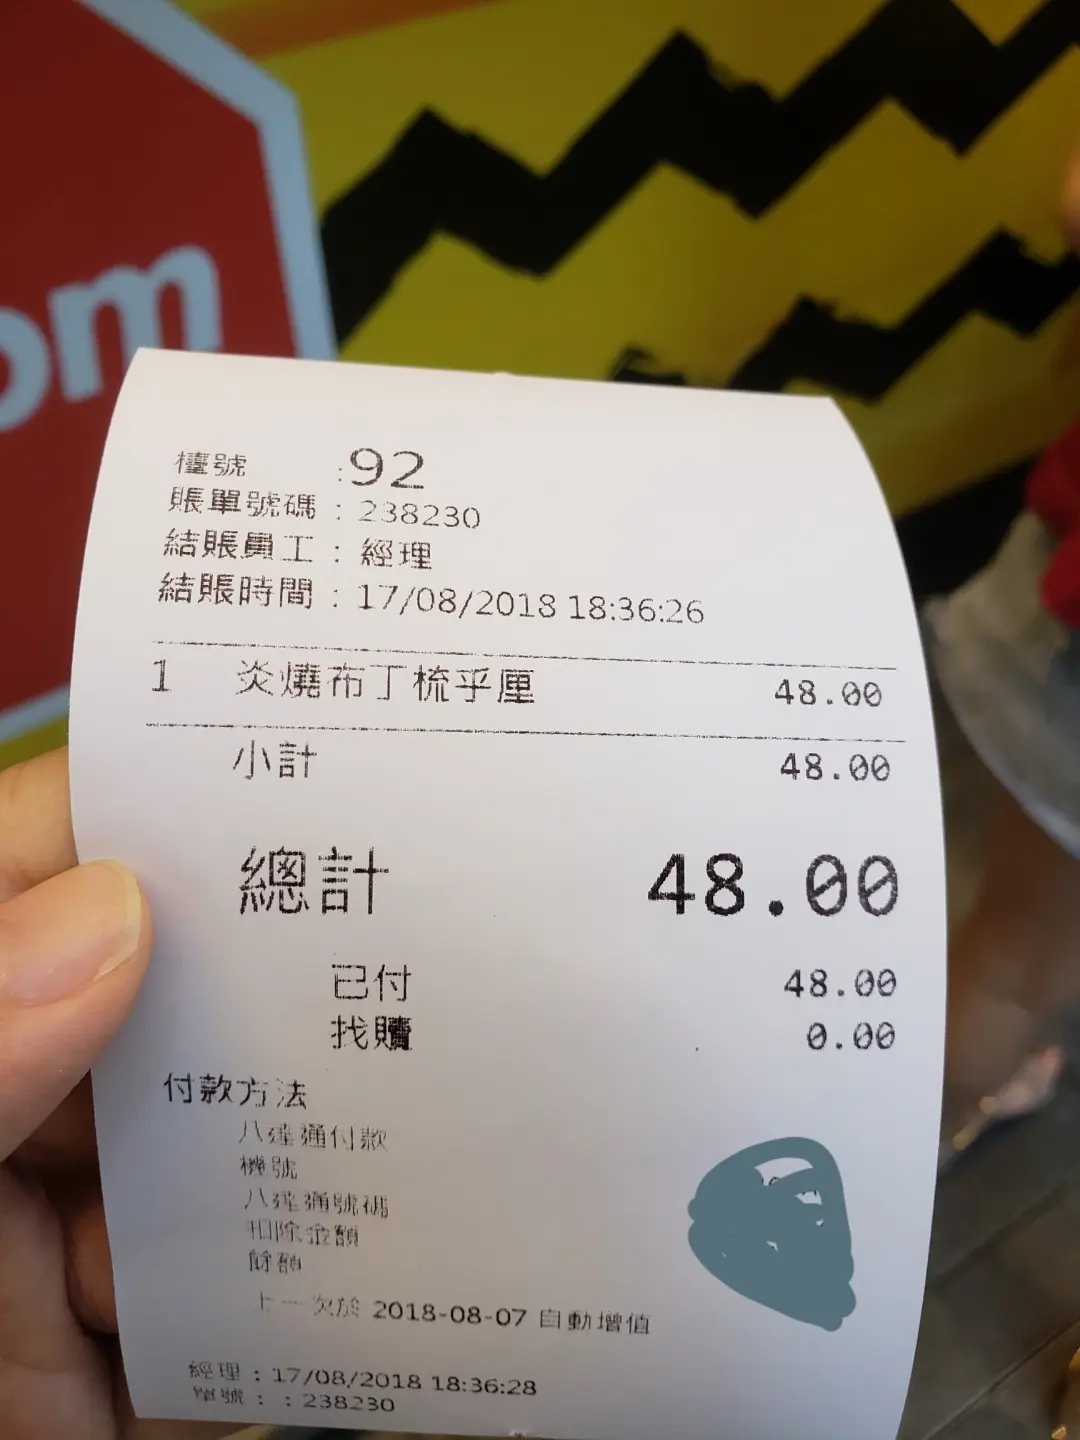 om
檯號 :92
賬單號碼 : 238230
結賬員工 : 經理
結賬時間 : 17/08/2018 18:36:26
1 炎燒布丁梳乎厘 48.00
小計 48.00
總計 48.00
已付 48.00
找贖 0.00
付款方法
八達通付款
機號
八達通號碼
扣除金額
餘額
上一次於 2018-08-07 自動增值
經理 : 17/08/2018 18:36:28
單號 : : 238230